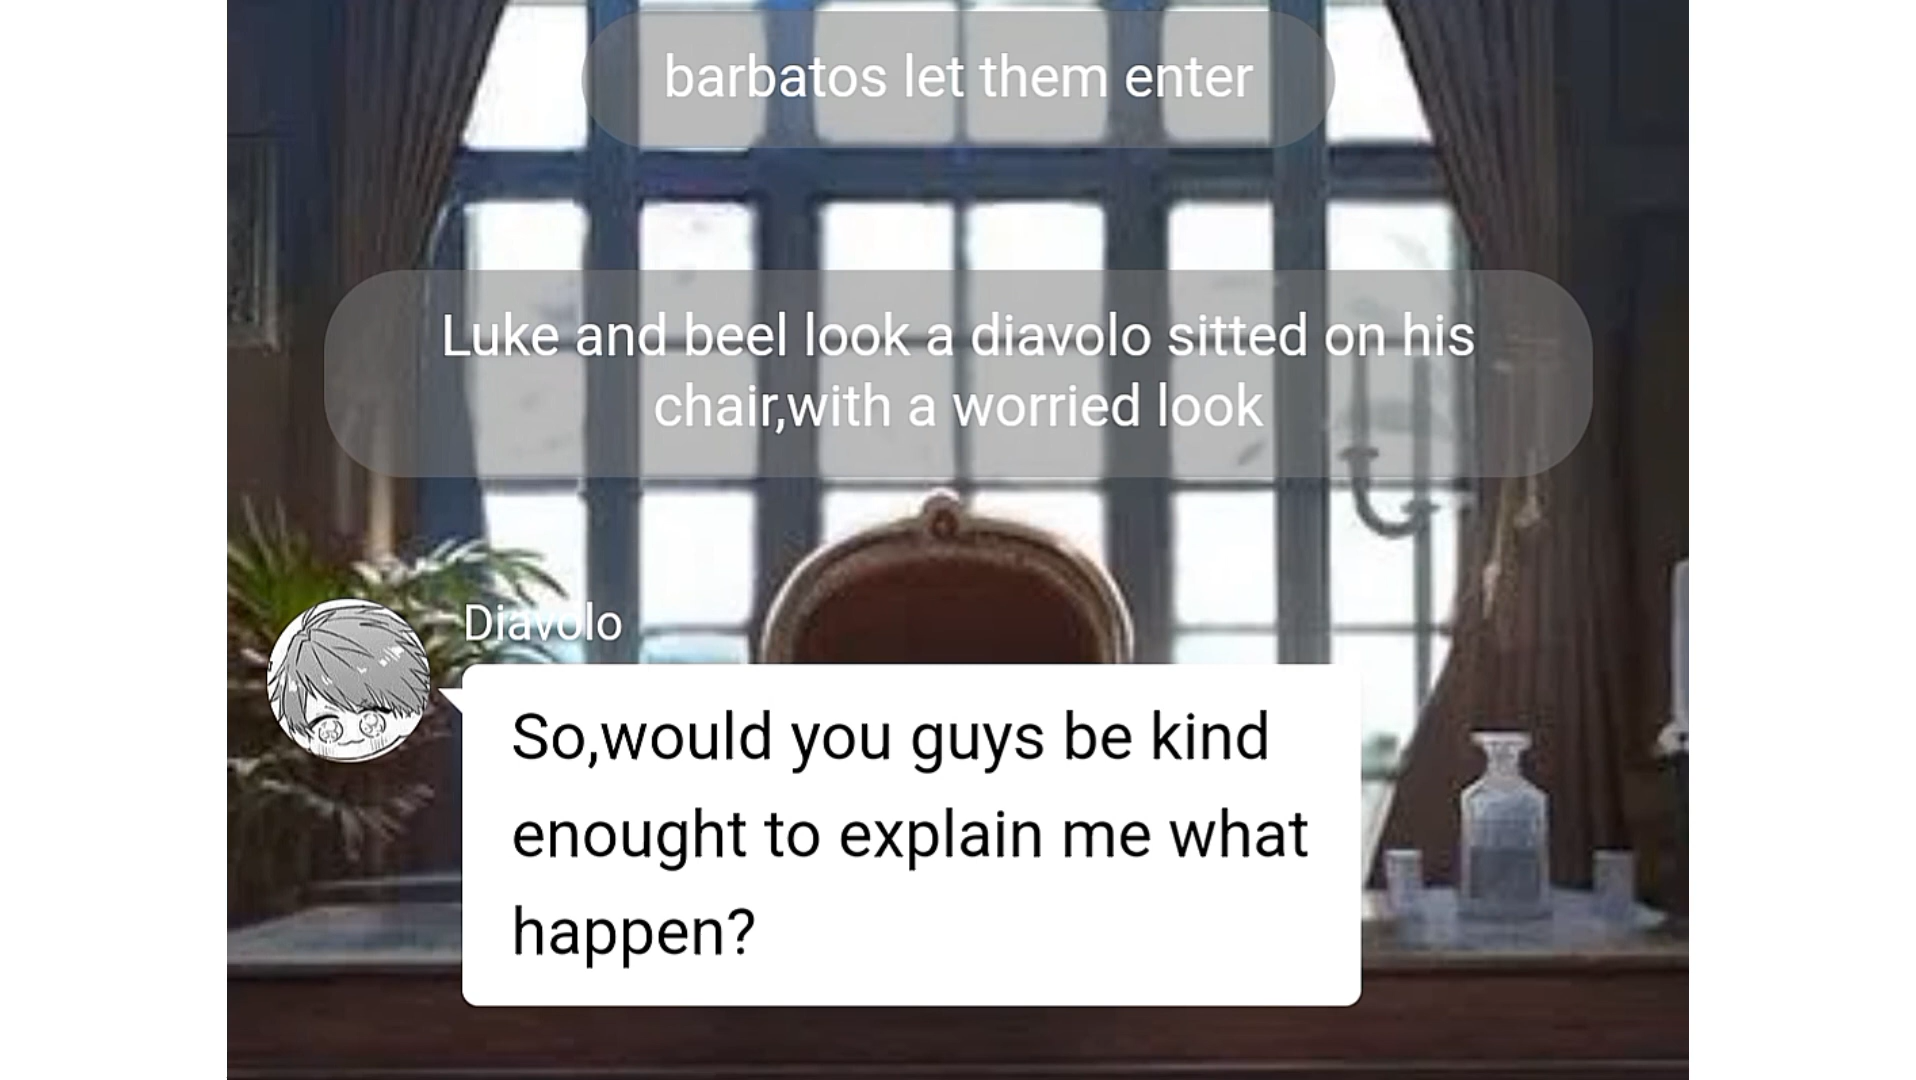 barbatos let them enter
Luke and beel look a diavolo sitted on his
chair,with a worried look
Diavolo
So,would you guys be kind
enought to explain me what
happen?